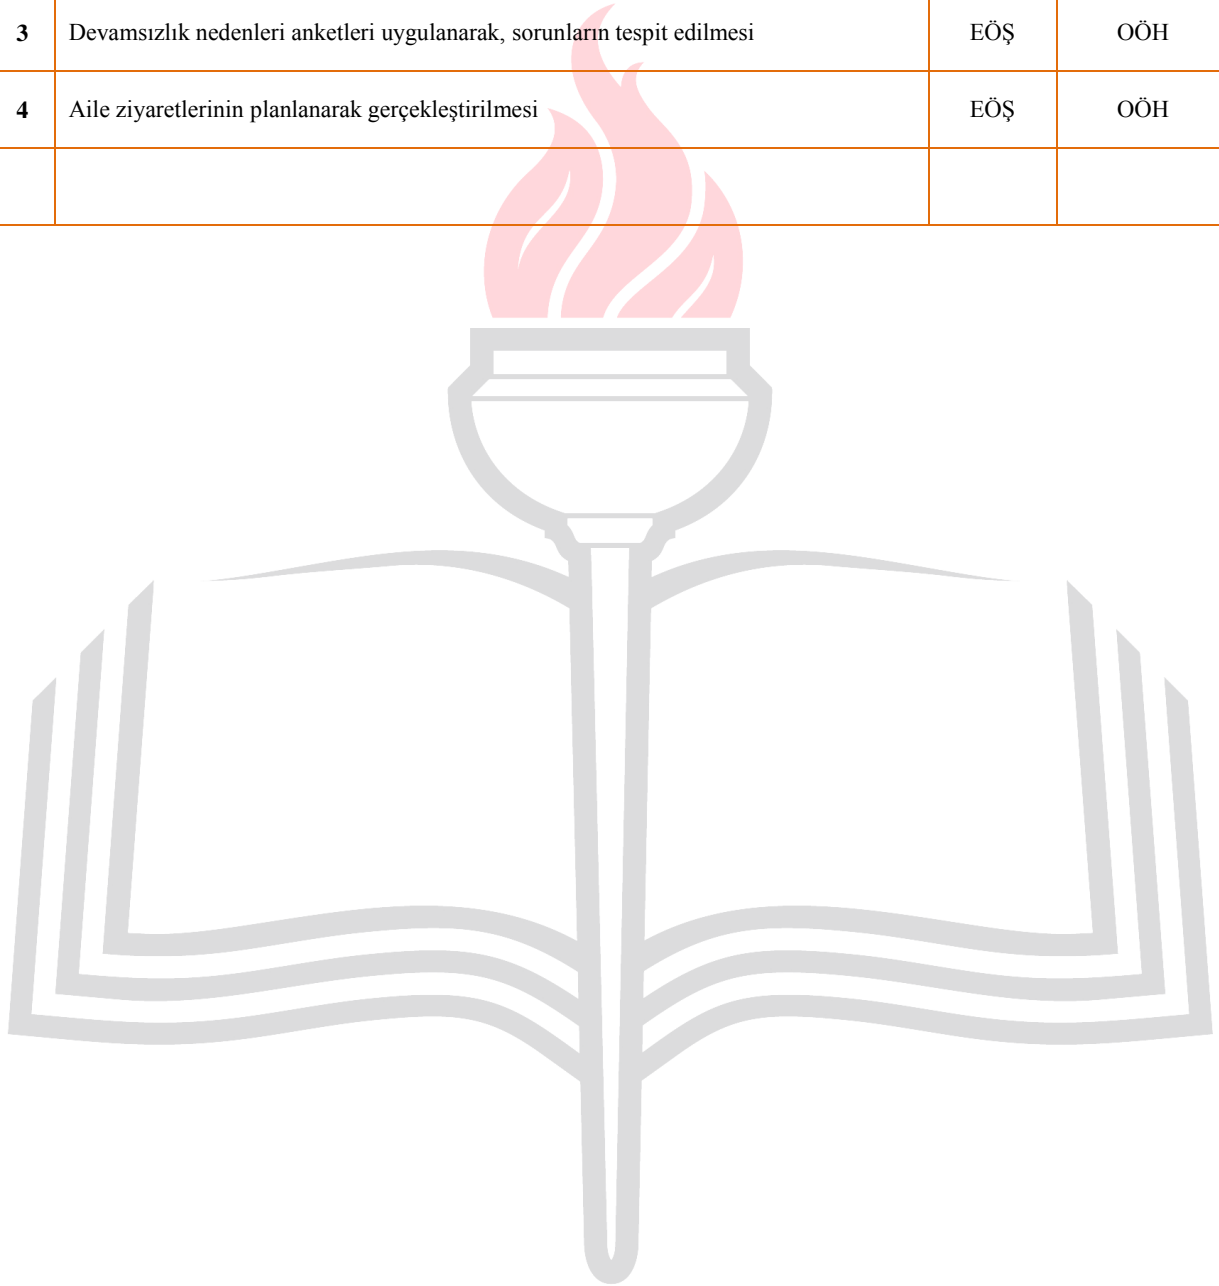 3 Devamsızlık nedenleri anketleri uygulanarak, sorunların tespit edilmesi EÖŞ OÖH
4 Aile ziyaretlerinin planlanarak gerçekleştirilmesi EÖŞ OÖH